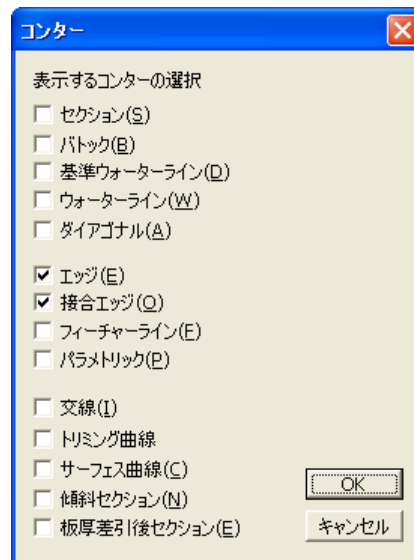 コンター
表示するコンターの選択
セクション(S)
バトック(B)
基準ウォーターライン(D)
ウォーターライン(W)
ダイアゴナル(A)
エッジ(E)
接合エッジ(O)
フィーチャーライン(F)
パラメトリック(P)
交線(I)
トリミング曲線
サーフェス曲線(C)
傾斜セクション(N)
板厚差引後セクション(E)
OK
キャンセル